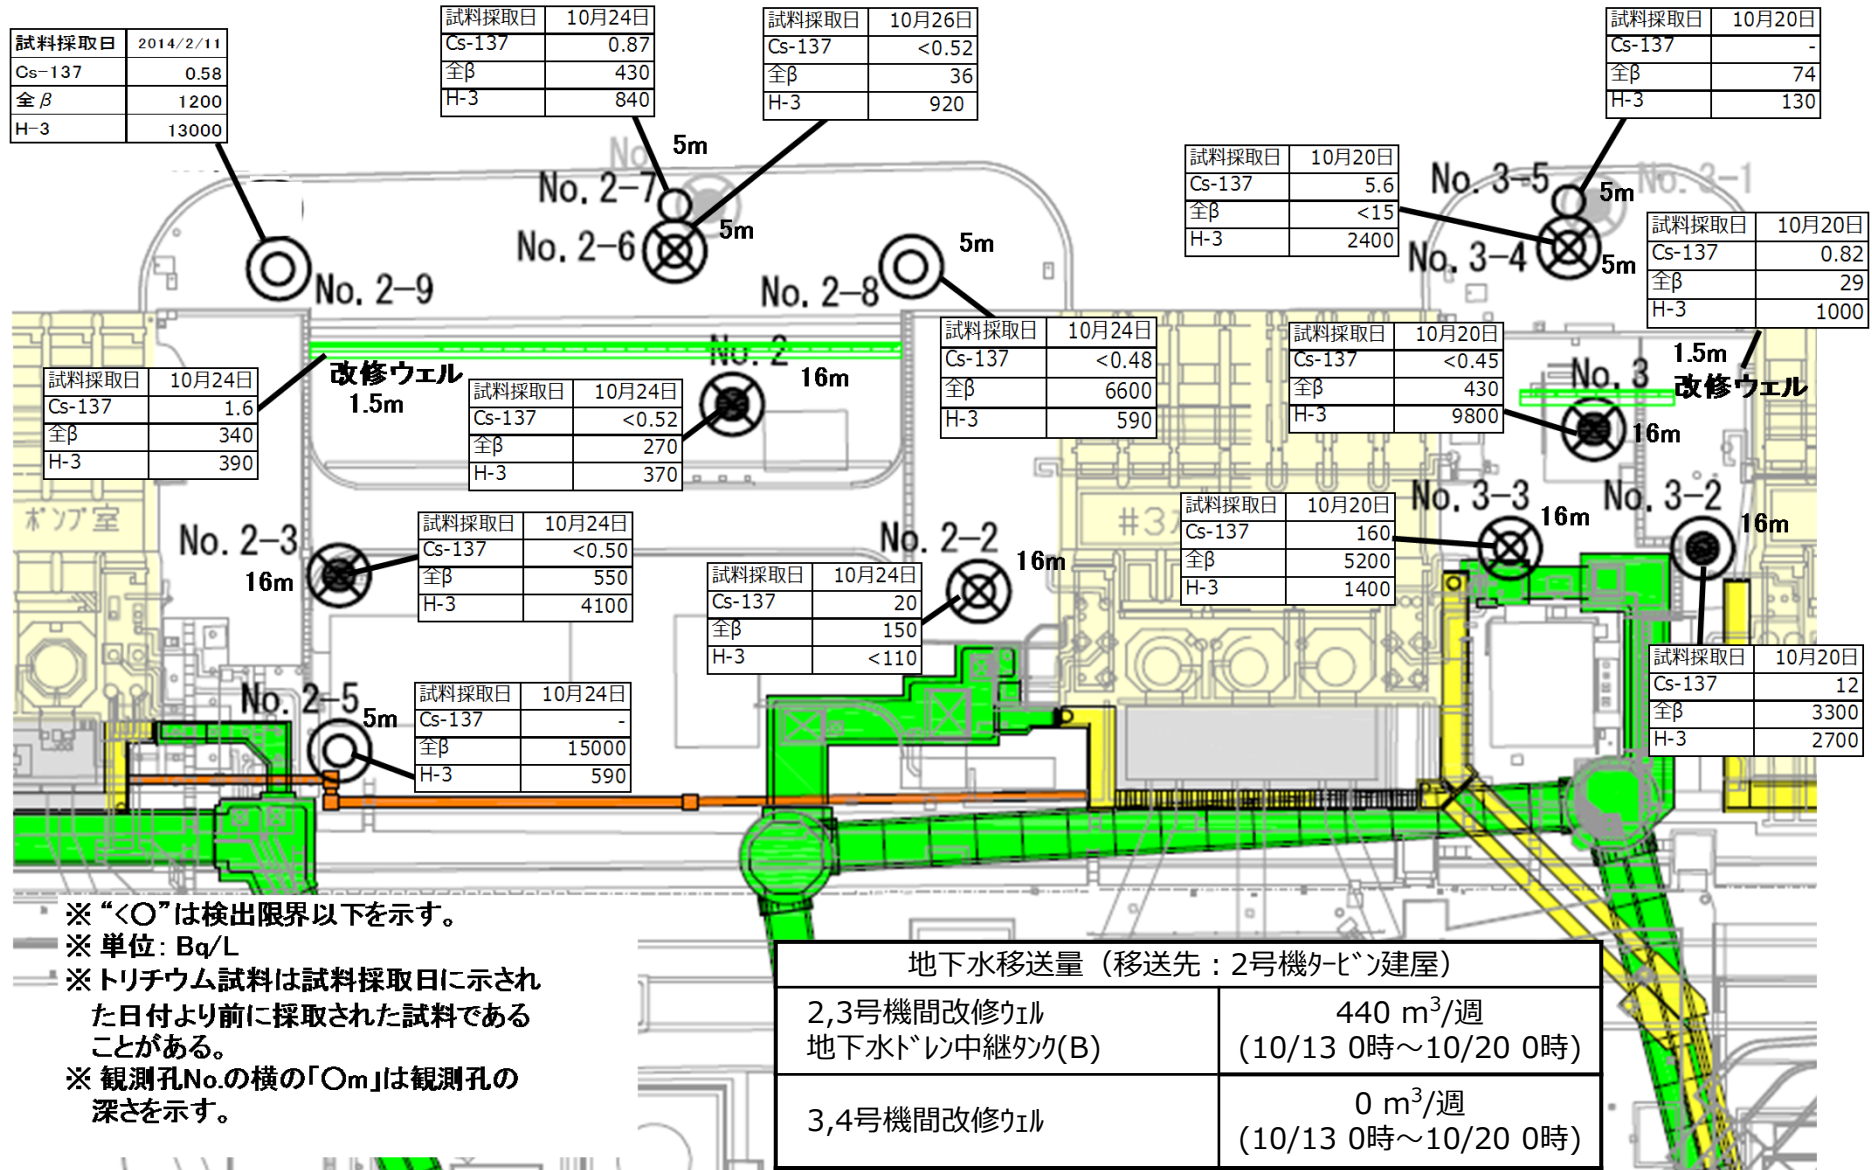 試料採取日 2014/2/11
Cs-137 0.58
全β 1200
H-3 13000
試料採取日 10月24日
Cs-137 0.87
全β 430
H-3 840
試料採取日 10月26日
Cs-137 <0.52
全β 36
H-3 920
試料採取日 10月20日
Cs-137 -
全β 74
H-3 130
No. 2-7 5m
No. 2-6 5m
No. 2-9
No. 2-8 5m
試料採取日 10月20日
Cs-137 5.6
全β <15
H-3 2400
No. 3-5 5m
No. 3-1
No. 3-4 5m
試料採取日 10月20日
Cs-137 0.82
全β 29
H-3 1000
試料採取日 10月24日
Cs-137 1.6
全β 340
H-3 390
改修ウェル
1.5m
試料採取日 10月24日
Cs-137 <0.52
全β 270
H-3 370
No. 2
16m
試料採取日 10月24日
Cs-137 <0.48
全β 6600
H-3 590
試料採取日 10月20日
Cs-137 <0.45
全β 430
H-3 9800
No. 3
16m
1.5m
改修ウェル
ポンプ室
No. 2-3
16m
試料採取日 10月24日
Cs-137 <0.50
全β 550
H-3 4100
No. 2-2
16m
試料採取日 10月24日
Cs-137 20
全β 150
H-3 <110
#3
試料採取日 10月20日
Cs-137 160
全β 5200
H-3 1400
No. 3-3
16m
No. 3-2
16m
試料採取日 10月20日
Cs-137 12
全β 3300
H-3 2700
No. 2-5
5m
試料採取日 10月24日
Cs-137 -
全β 15000
H-3 590
※ “<○”は検出限界以下を示す。
※ 単位: Bq/L
※ トリチウム試料は試料採取日に示され
た日付より前に採取された試料である
ことがある。
※ 観測孔No.の横の「○m」は観測孔の
深さを示す。
地下水移送量（移送先：2号機ﾀｰﾋﾞﾝ建屋）
2,3号機間改修ｳｪﾙ 440 m³/週
地下水ﾄﾞﾚﾝ中継ﾀﾝｸ(B) (10/13 0時～10/20 0時)
3,4号機間改修ｳｪﾙ 0 m³/週
(10/13 0時～10/20 0時)